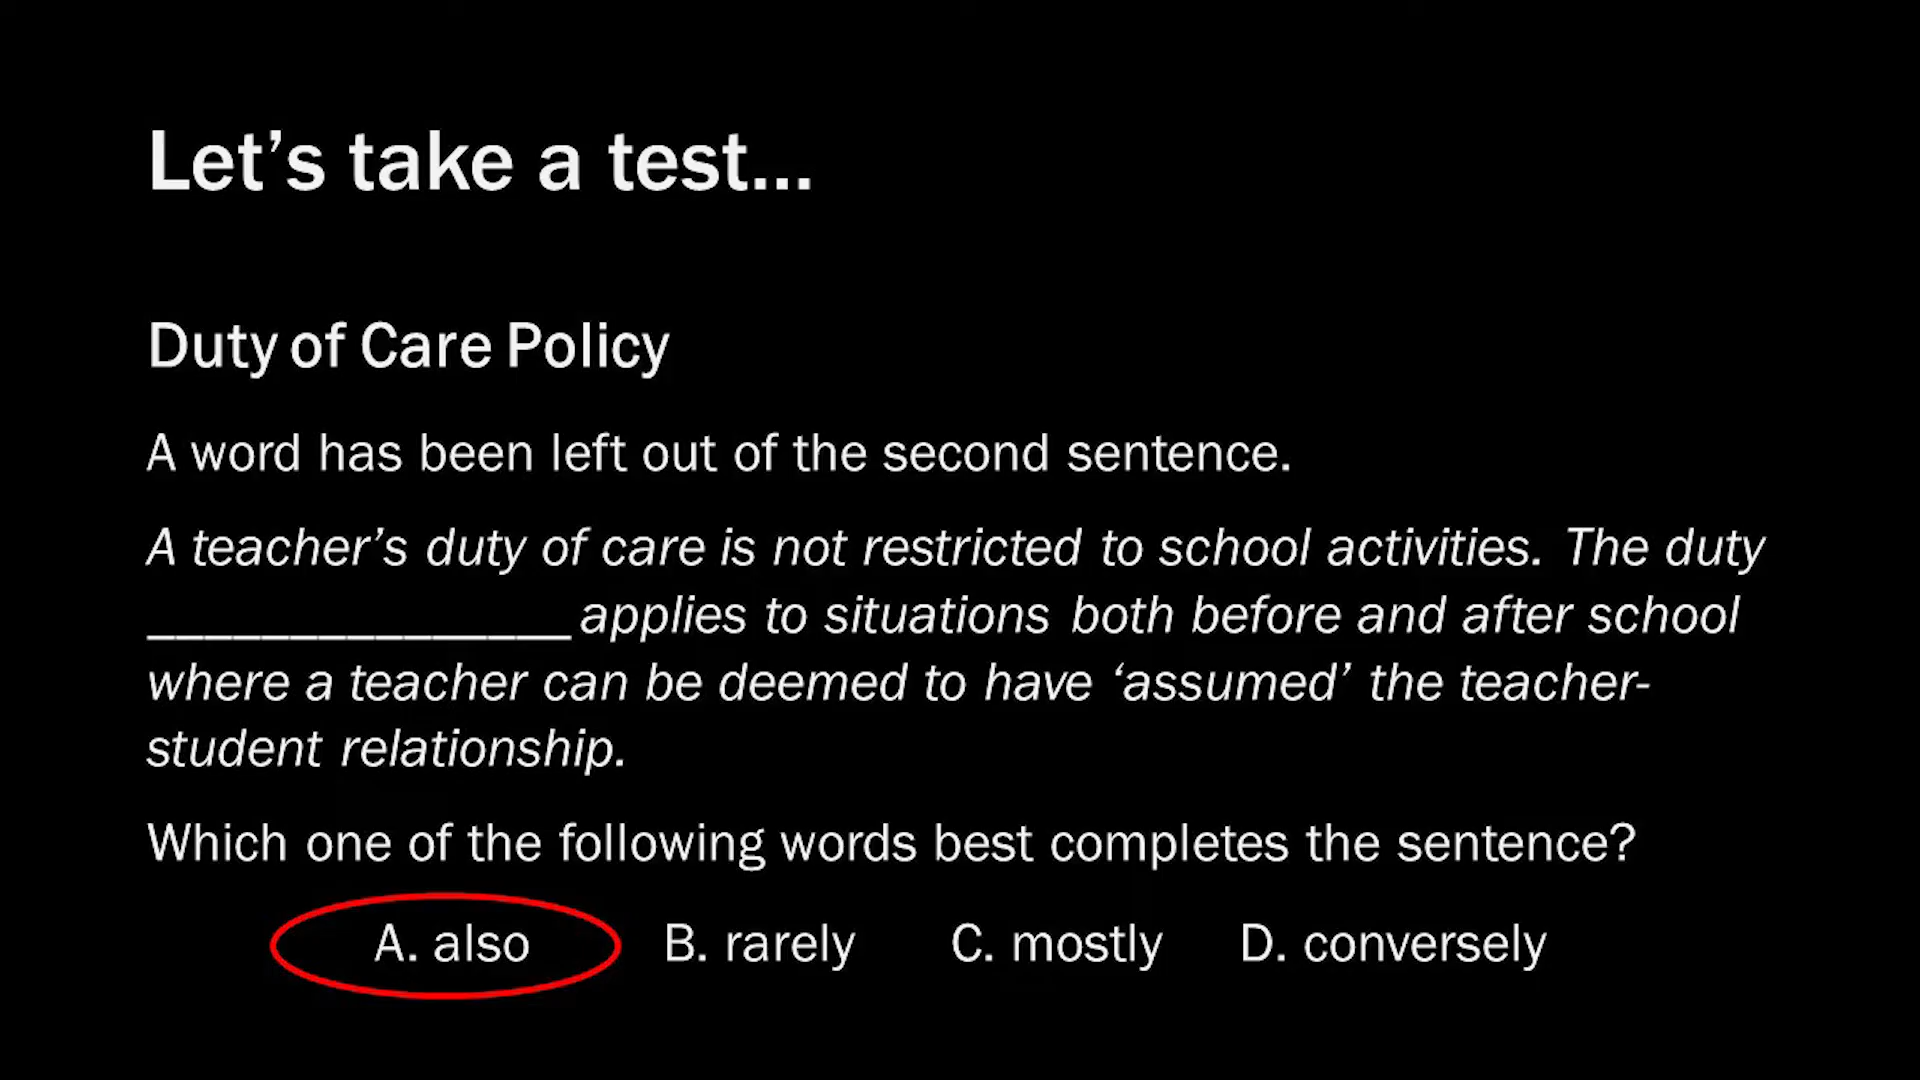 Let’s take a test...
Duty of Care Policy
A word has been left out of the second sentence.
A teacher’s duty of care is not restricted to school activities. The duty
_______________ applies to situations both before and after school
where a teacher can be deemed to have ‘assumed’ the teacher-
student relationship.
Which one of the following words best completes the sentence?
A. also B. rarely C. mostly D. conversely